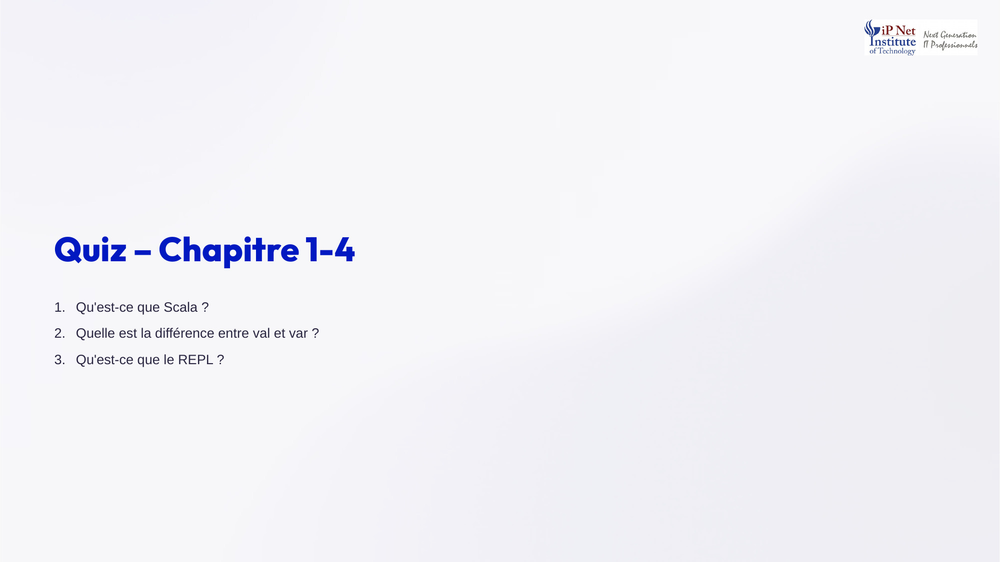 iP Net
Institute
of Technology
Next Generation
IT Professionnels
Quiz – Chapitre 1-4
1. Qu'est-ce que Scala ?
2. Quelle est la différence entre val et var ?
3. Qu'est-ce que le REPL ?